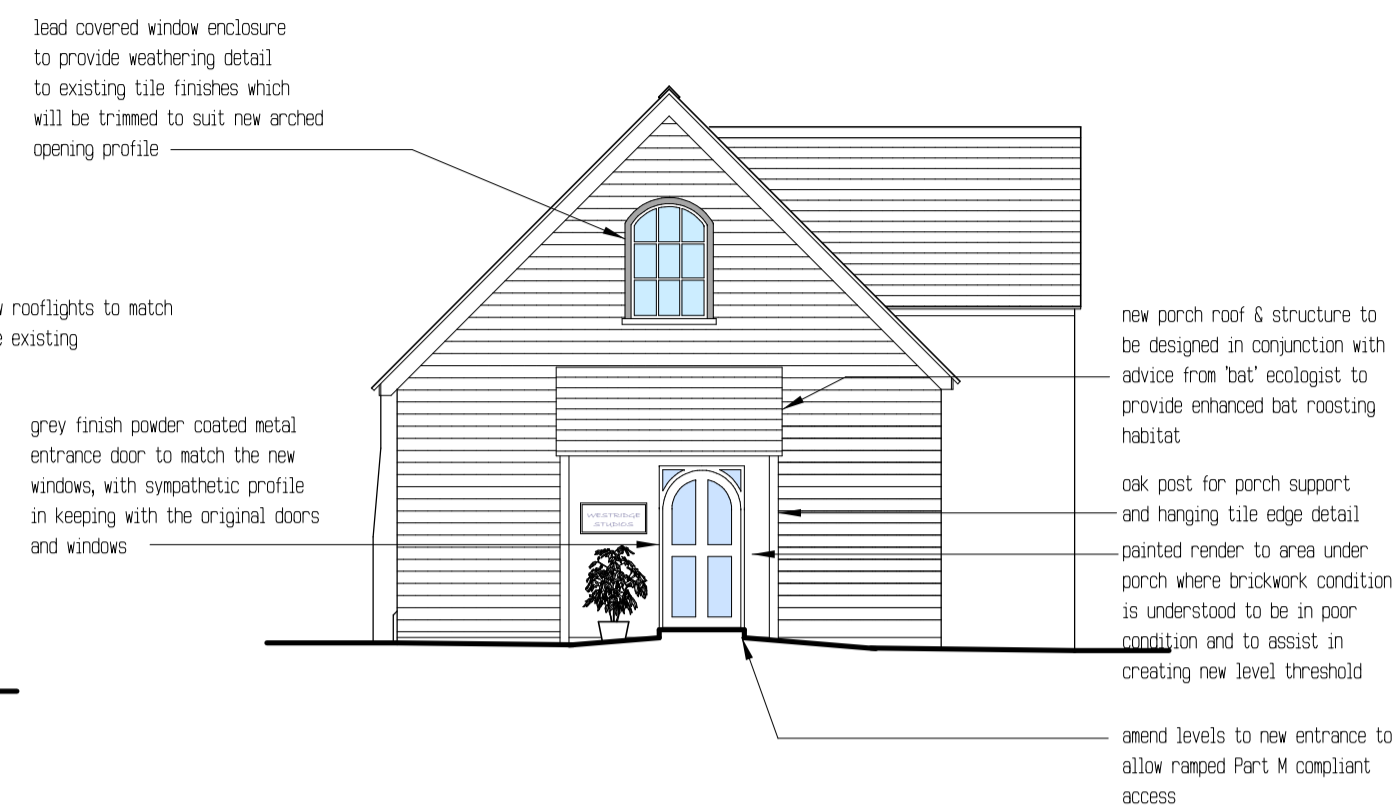 lead covered window enclosure
to provide weathering detail
to existing tile finishes which
will be trimmed to suit new arched
opening profile
rooflights to match
existing
grey finish powder coated metal
entrance door to match the new
windows, with sympathetic profile
in keeping with the original doors
and windows
WESTRIDGE
STUDIOS
new porch roof & structure to
be designed in conjunction with
advice from 'bat' ecologist to
provide enhanced bat roosting
habitat
oak post for porch support
and hanging tile edge detail
painted render to area under
porch where brickwork condition
is understood to be in poor
condition and to assist in
creating new level threshold
amend levels to new entrance to
allow ramped Part M compliant
access